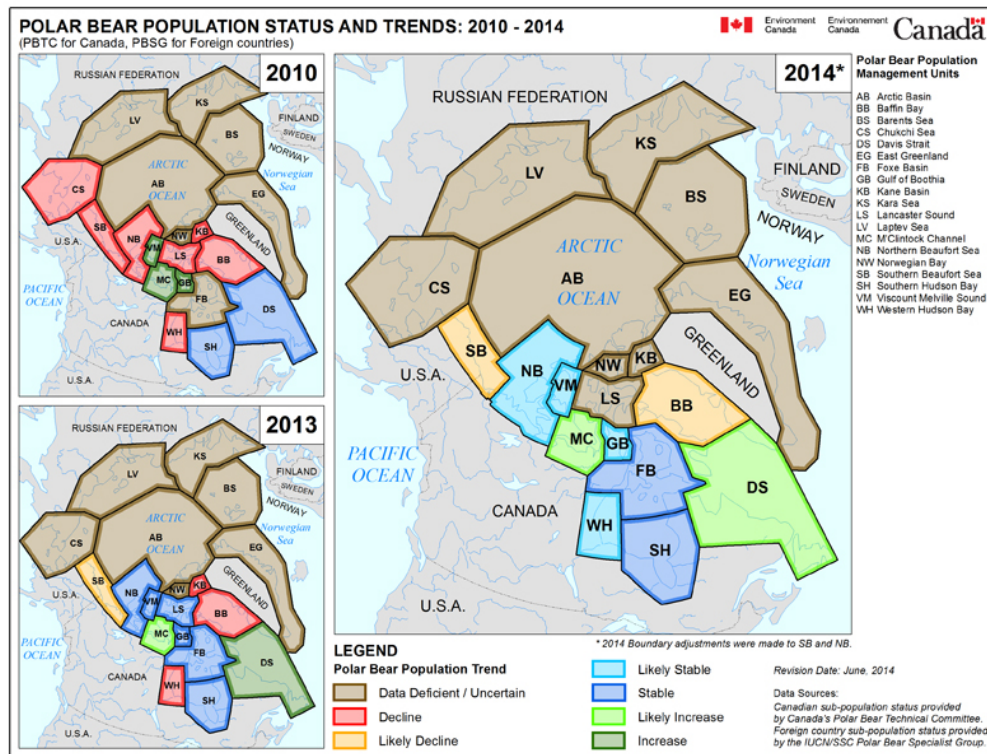 POLAR BEAR POPULATION STATUS AND TRENDS: 2010 - 2014
(PBTC for Canada, PBSG for Foreign countries)
Environment Canada
Environnement Canada
Canada
2010
RUSSIAN FEDERATION
KS
LV
FINLAND
BS
SWEDEN
NORWAY
ARCTIC
Norwegian
Sea
CS
AB
EG
OCEAN
GREENLAND
U.S.A.
SB
NB
NW
KB
VM
LS
BB
MC
GB
PACIFIC
OCEAN
FB
DS
CANADA
WH
SH
U.S.A.
2013
RUSSIAN FEDERATION
KS
LV
FINLAND
BS
SWEDEN
NORWAY
ARCTIC
Norwegian
Sea
CS
AB
OCEAN
EG
GREENLAND
SB
U.S.A.
NB
NW
KB
VM
LS
BB
MC
GB
PACIFIC
OCEAN
FB
DS
CANADA
WH
SH
U.S.A.
2014*
RUSSIAN FEDERATION
KS
LV
FINLAND
BS
SWEDEN
NORWAY
ARCTIC
Norwegian
Sea
AB
CS
OCEAN
EG
GREENLAND
SB
U.S.A.
NB
NW
KB
VM
LS
BB
MC
GB
PACIFIC
OCEAN
FB
DS
CANADA
WH
SH
U.S.A.
* 2014 Boundary adjustments were made to SB and NB.
Polar Bear Population
Management Units
AB Arctic Basin
BB Baffin Bay
BS Barents Sea
CS Chukchi Sea
DS Davis Strait
EG East Greenland
FB Foxe Basin
GB Gulf of Boothia
KB Kane Basin
KS Kara Sea
LS Lancaster Sound
LV Laptev Sea
MC M'Clintock Channel
NB Northern Beaufort Sea
NW Norwegian Bay
SB Southern Beaufort Sea
SH Southern Hudson Bay
VM Viscount Melville Sound
WH Western Hudson Bay
LEGEND
Polar Bear Population Trend
Data Deficient / Uncertain
Decline
Likely Decline
Likely Stable
Stable
Likely Increase
Increase
Revision Date: June, 2014
Data Sources:
Canadian sub-population status provided
by Canada's Polar Bear Technical Committee.
Foreign country sub-population status provided
by the IUCN/SSC Polar Bear Specialist Group.